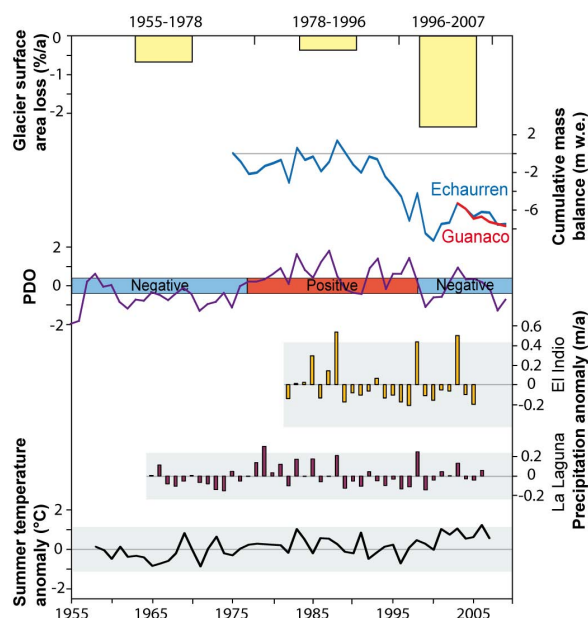 1955-1978 1978-1996 1996-2007
Glacier surface
area loss (%/a)
0
-1
-2
Cumulative mass
balance (m w.e.)
2
-2
-6
Echaurren
Guanaco
PDO
2
0
-2
Negative Positive Negative
Precipitation anomaly (m/a)
El Indio
0.6
0.4
0.2
-0.2
La Laguna
0.2
0
-0.2
Summer temperature
anomaly (°C)
2
0
-2
1955 1965 1975 1985 1995 2005